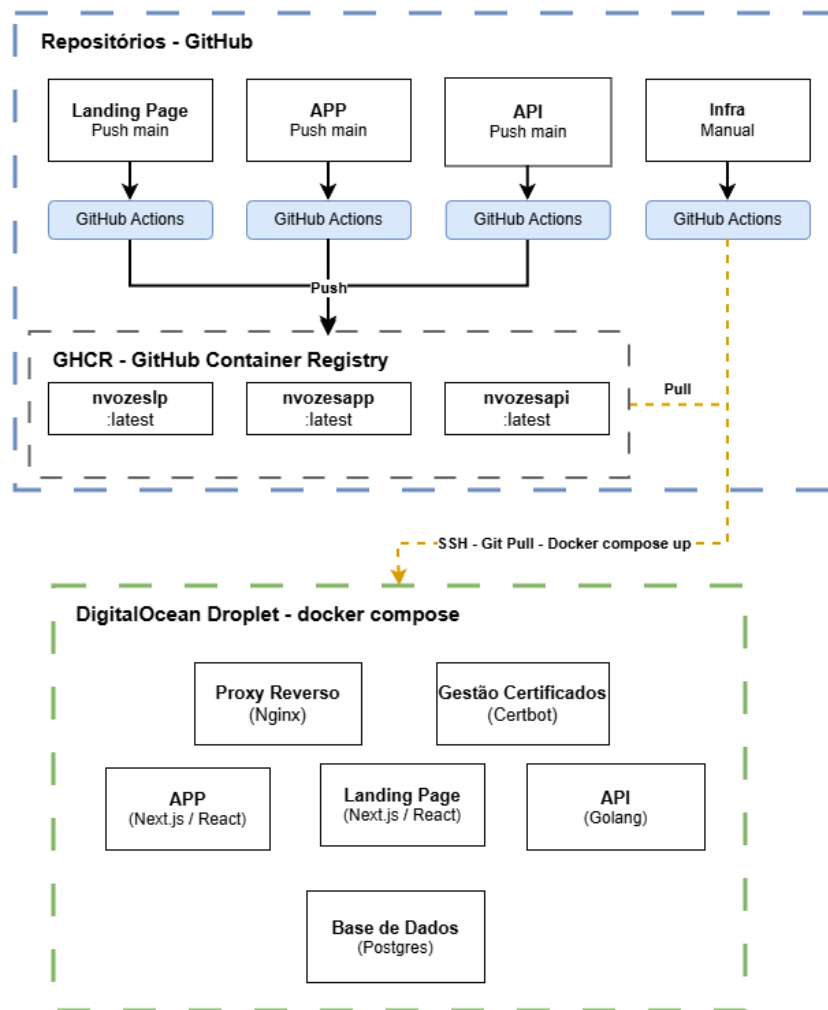 Repositórios - GitHub
Landing Page
Push main
APP
Push main
API
Push main
Infra
Manual
GitHub Actions
GitHub Actions
GitHub Actions
GitHub Actions
Push
GHCR - GitHub Container Registry
nvozeslp
:latest
nvozesapp
:latest
nvozesapi
:latest
Pull
SSH - Git Pull - Docker compose up
DigitalOcean Droplet - docker compose
Proxy Reverso
(Nginx)
Gestão Certificados
(Certbot)
APP
(Next.js / React)
Landing Page
(Next.js / React)
API
(Golang)
Base de Dados
(Postgres)